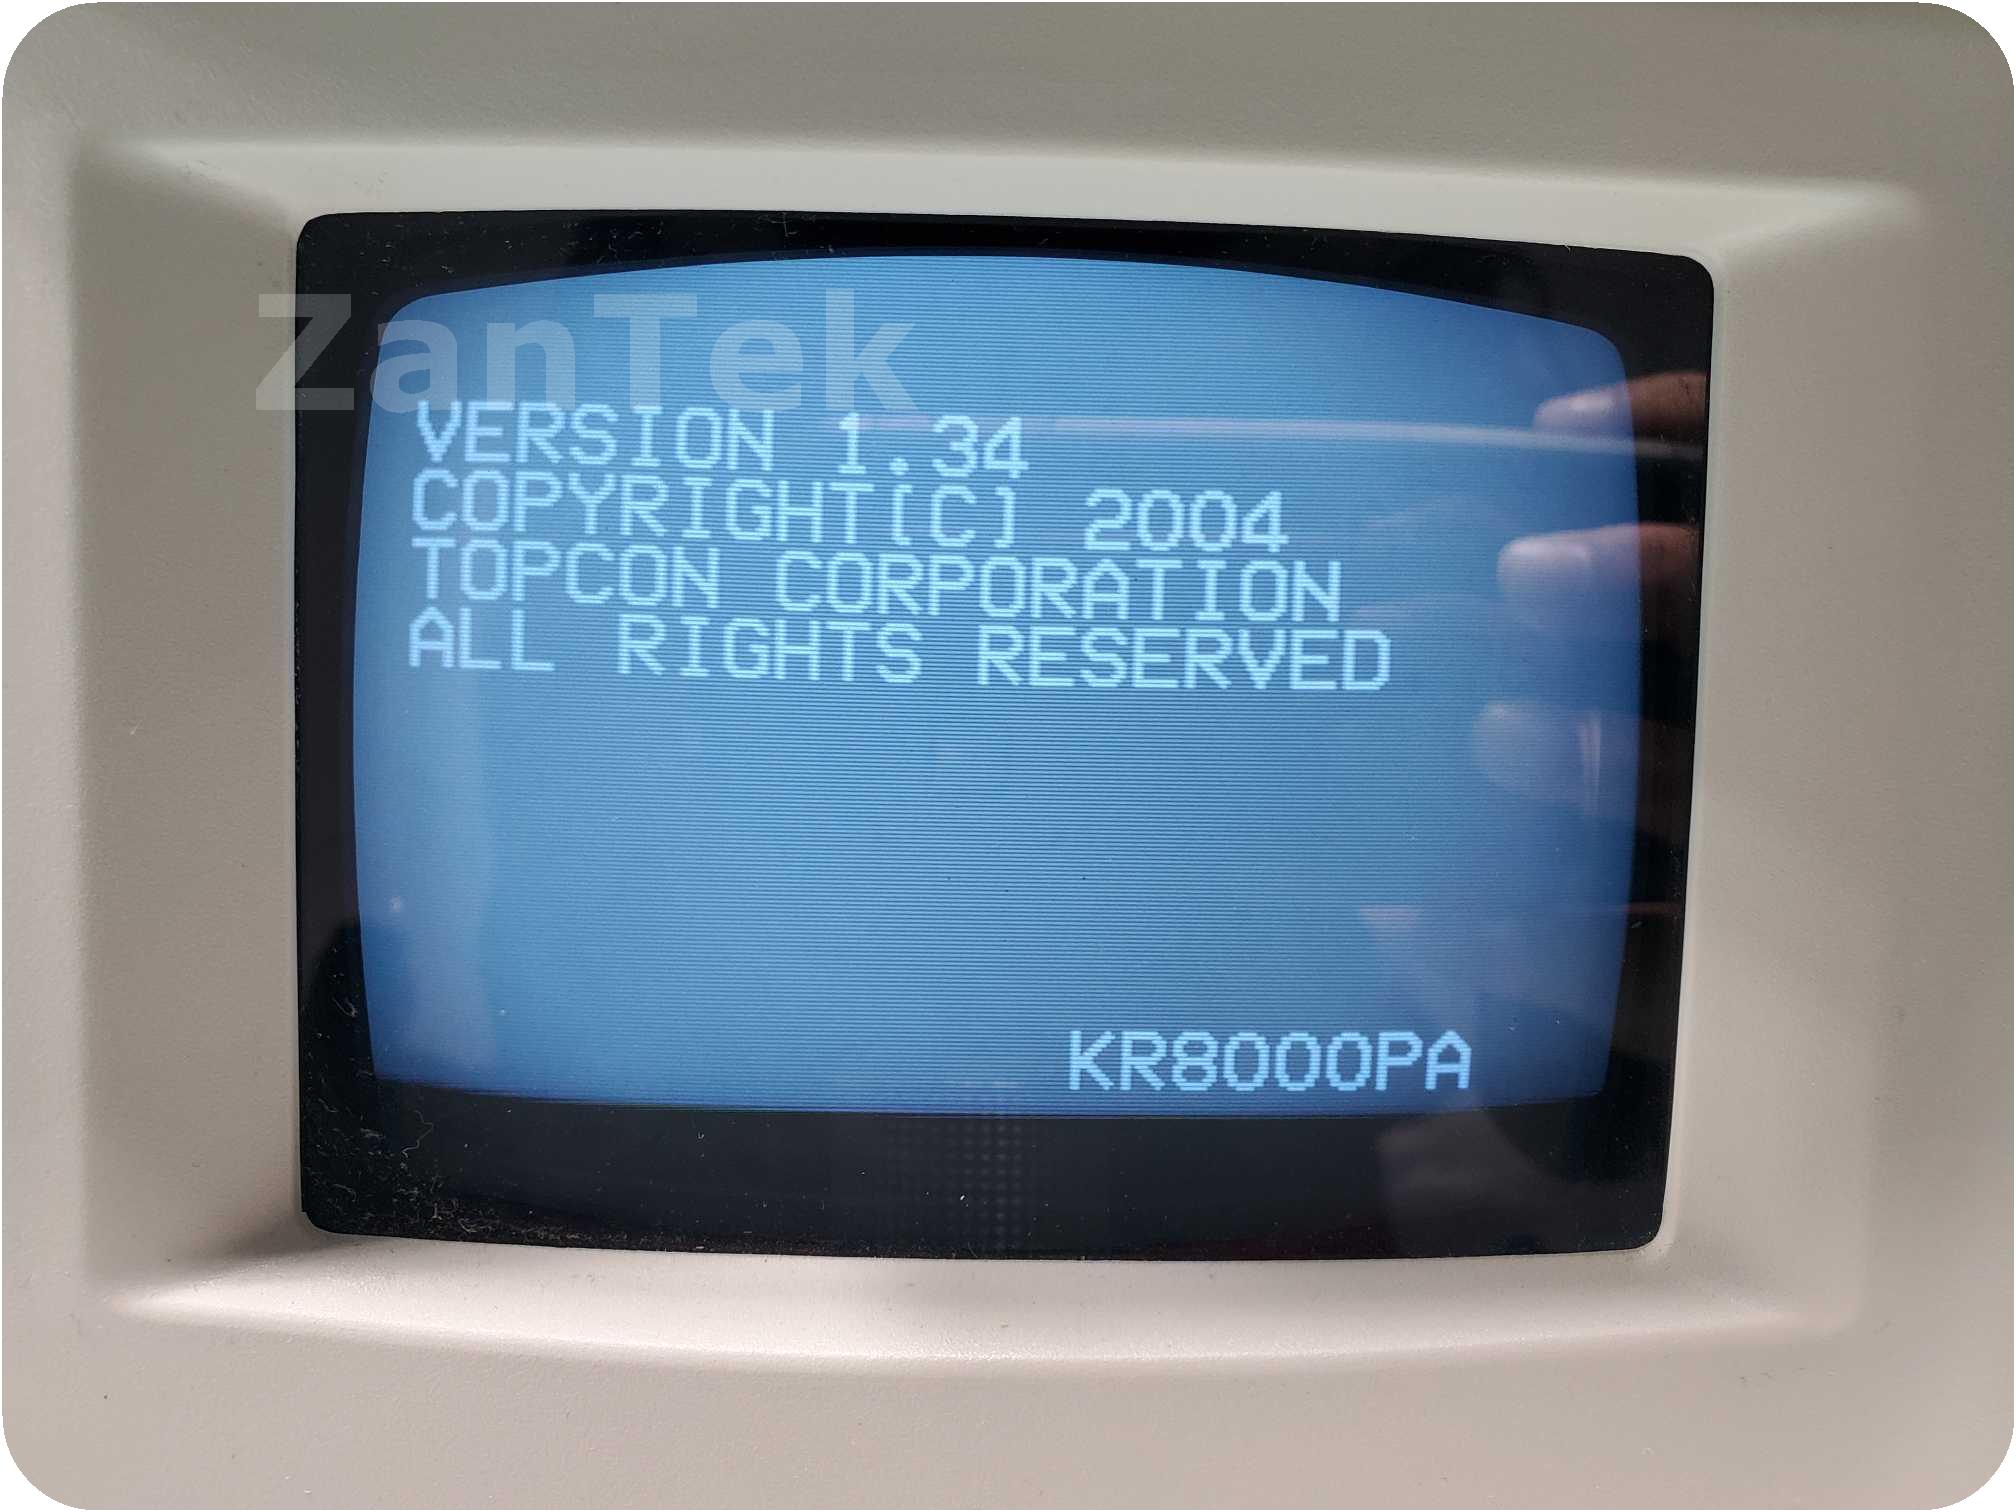 ZanTek
VERSION 1.34
COPYRIGHT(C) 2004
TOPCON CORPORATION
ALL RIGHTS RESERVED
KR8000PA